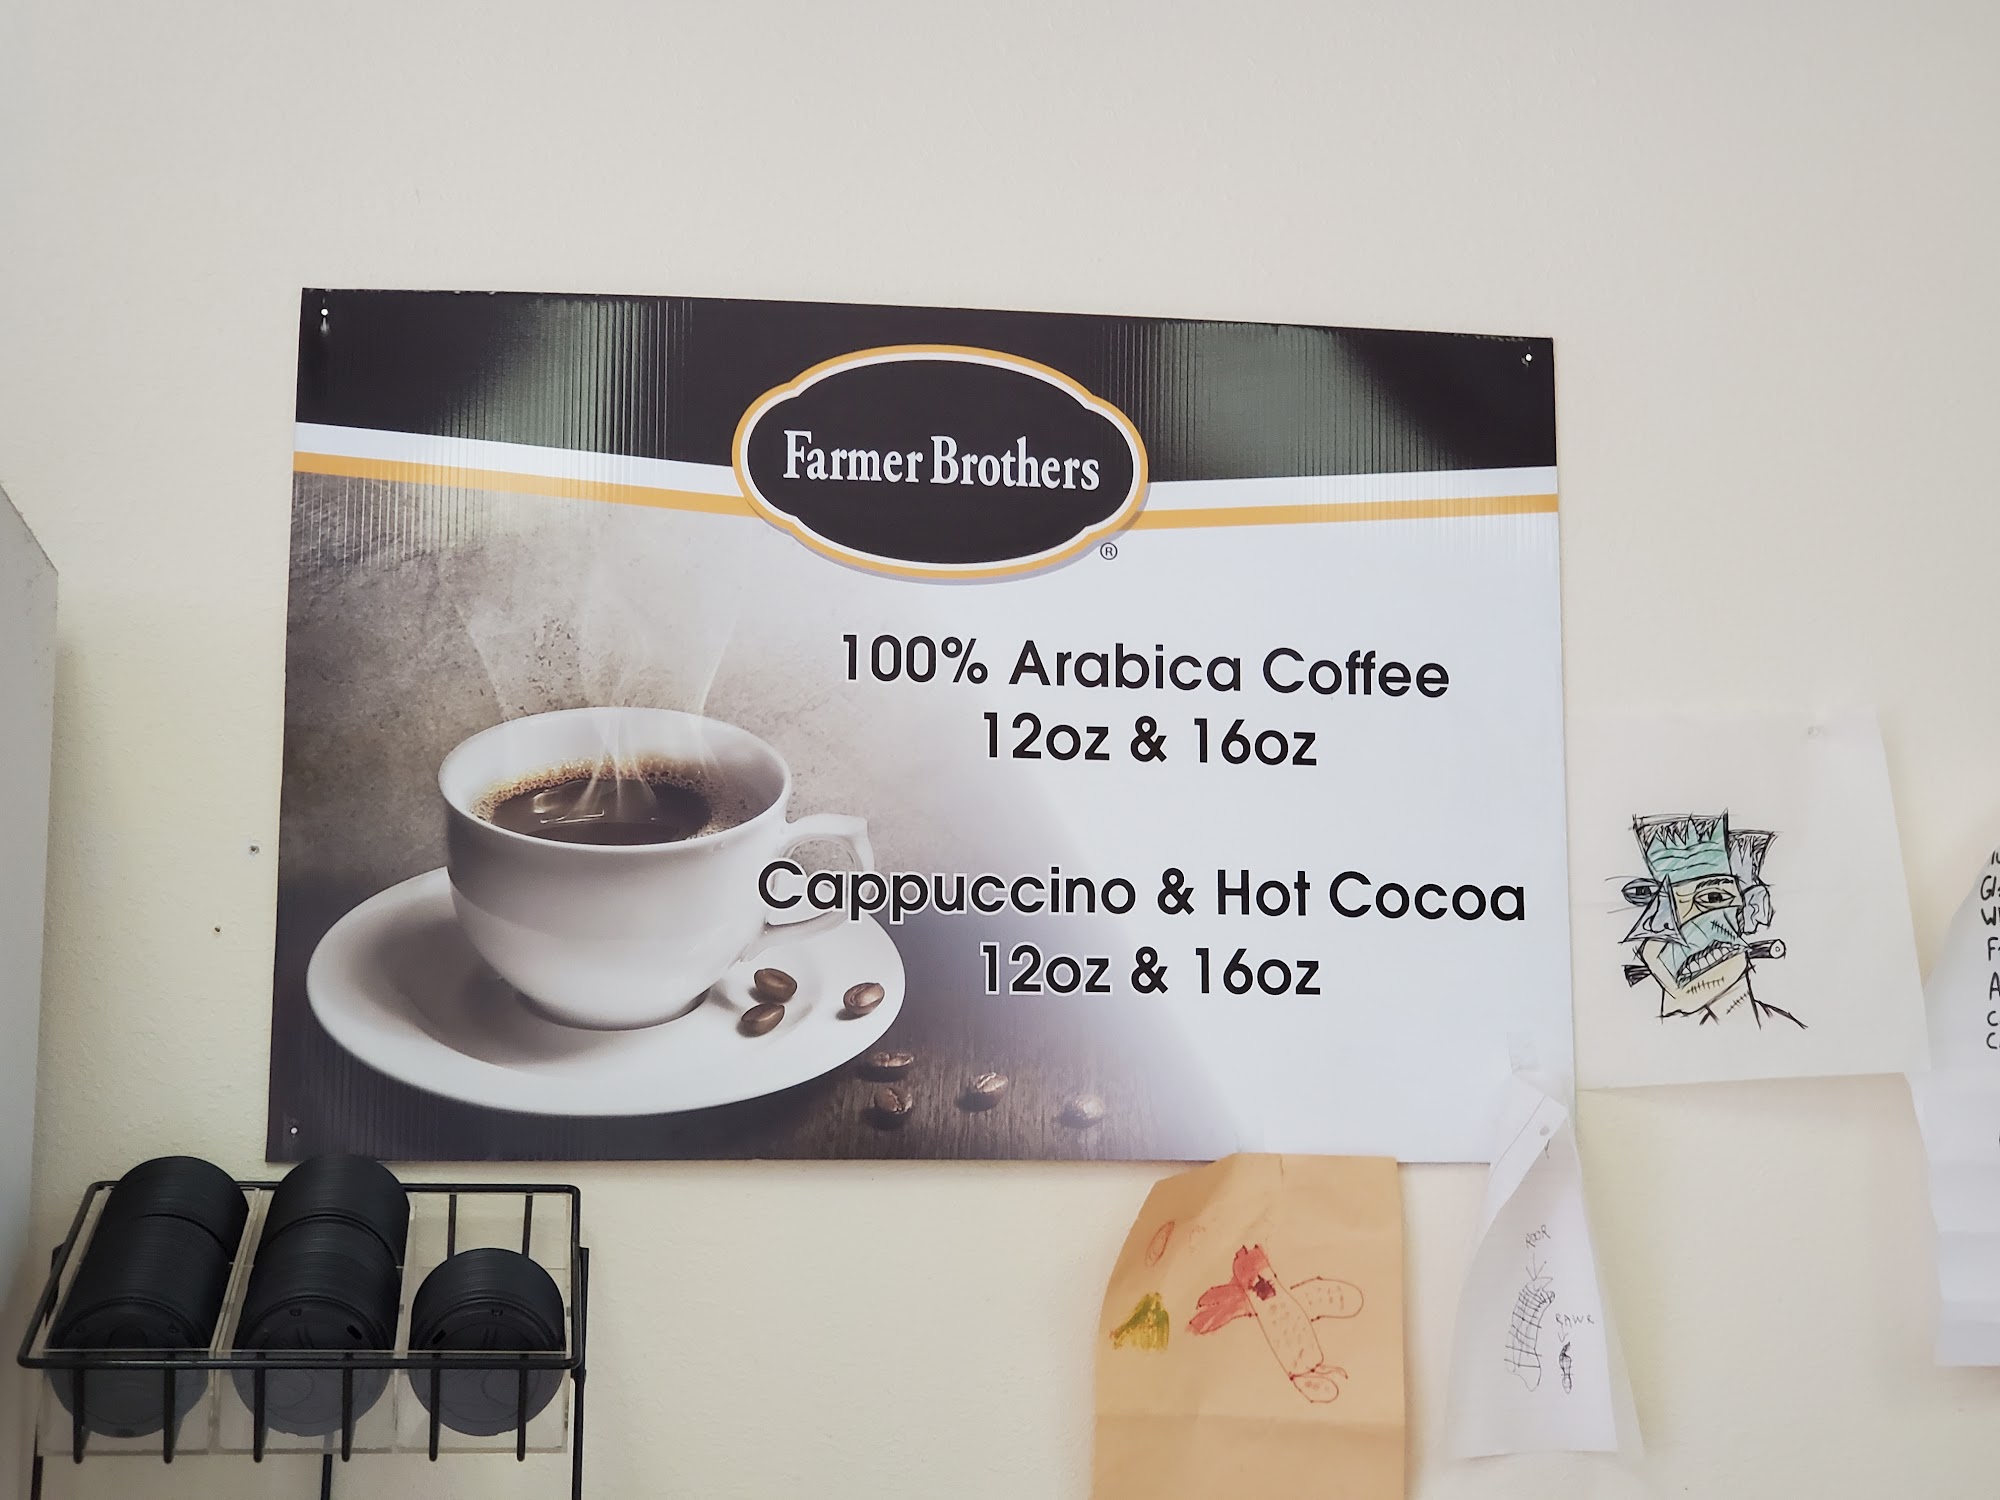 Farmer Brothers
®
100% Arabica Coffee
12oz & 16oz
Cappuccino & Hot Cocoa
12oz & 16oz
ROOR
RAWR